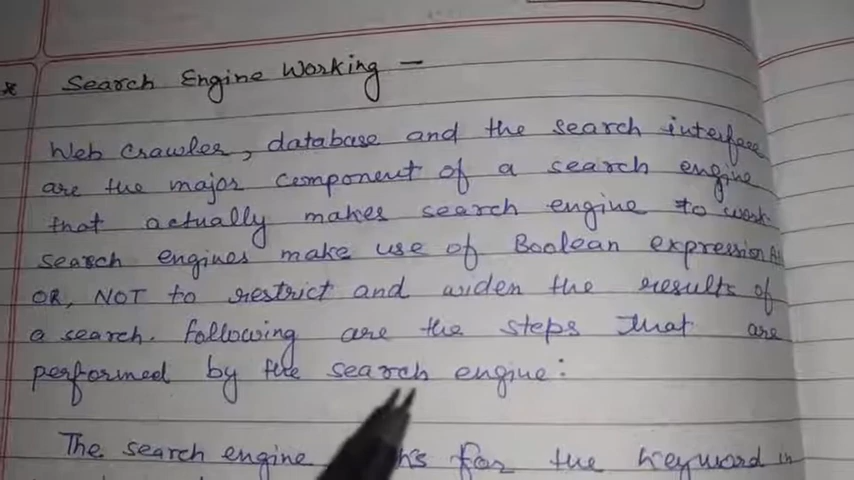 * Search Engine Working -
Web crawler, database and the search interface
are the major component of a search engine
that actually makes search engine to work
search engines make use of Boolean expression
OR, NOT to restrict and widen the results of
a search. following are the steps that are
performed by the search engine:
The search engine for the keyword in